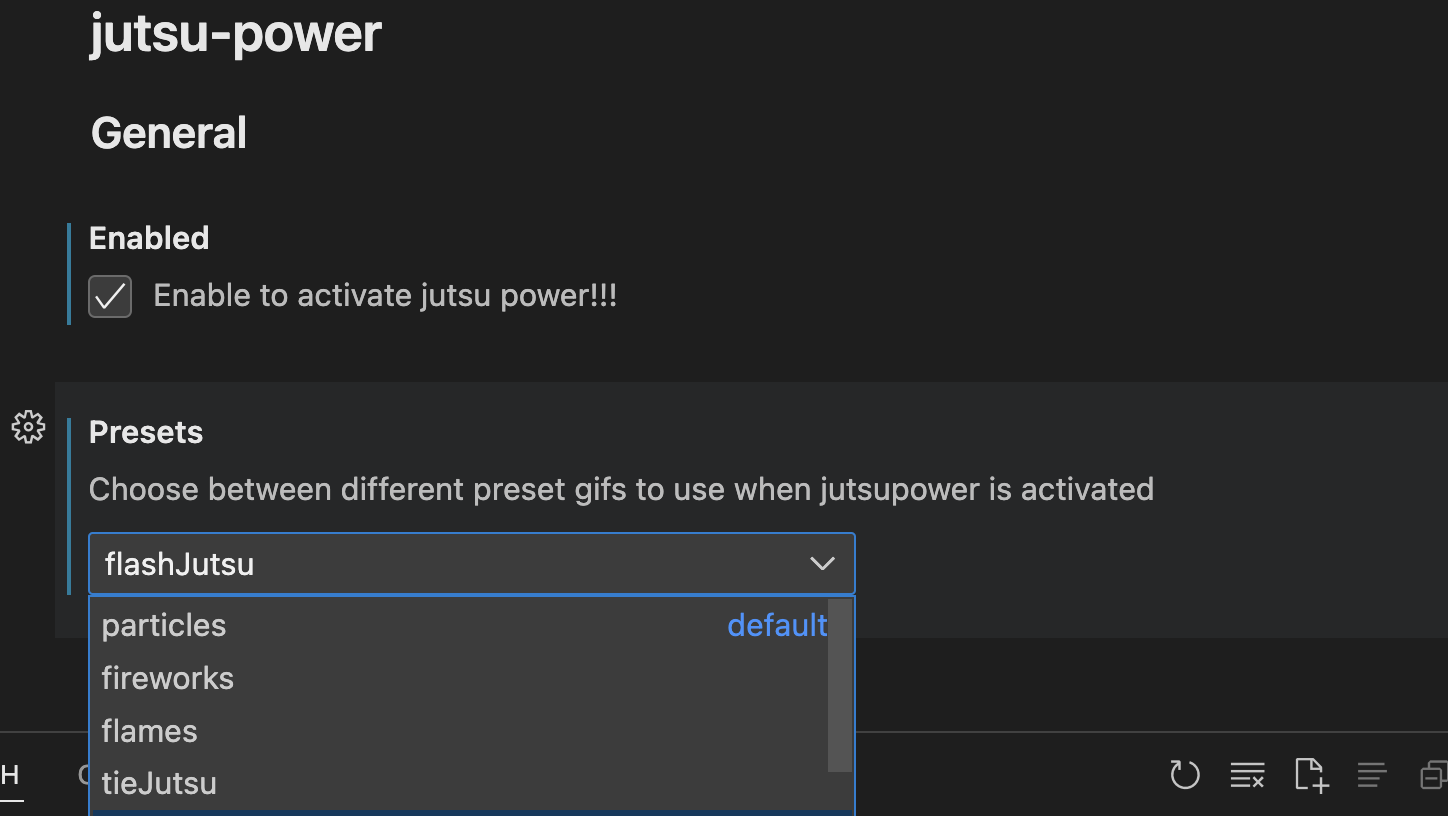 jutsu-power
General
Enabled
Enable to activate jutsu power!!!
Presets
Choose between different preset gifs to use when jutsupower is activated
flashJutsu
particles default
fireworks
flames
tieJutsu
H